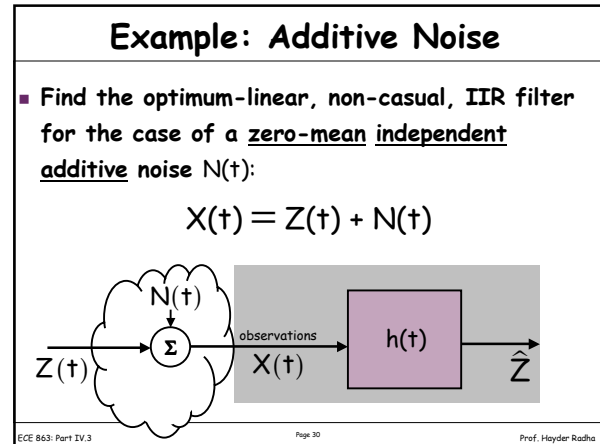 Example: Additive Noise
▪ Find the optimum-linear, non-casual, IIR filter
for the case of a zero-mean independent
additive noise N(t):
X(t) = Z(t) + N(t)
N(t)
Σ
Z(t)
observations
X(t)
h(t)
Ẑ
ECE 863: Part IV.3
Page 30
Prof. Hayder Radha